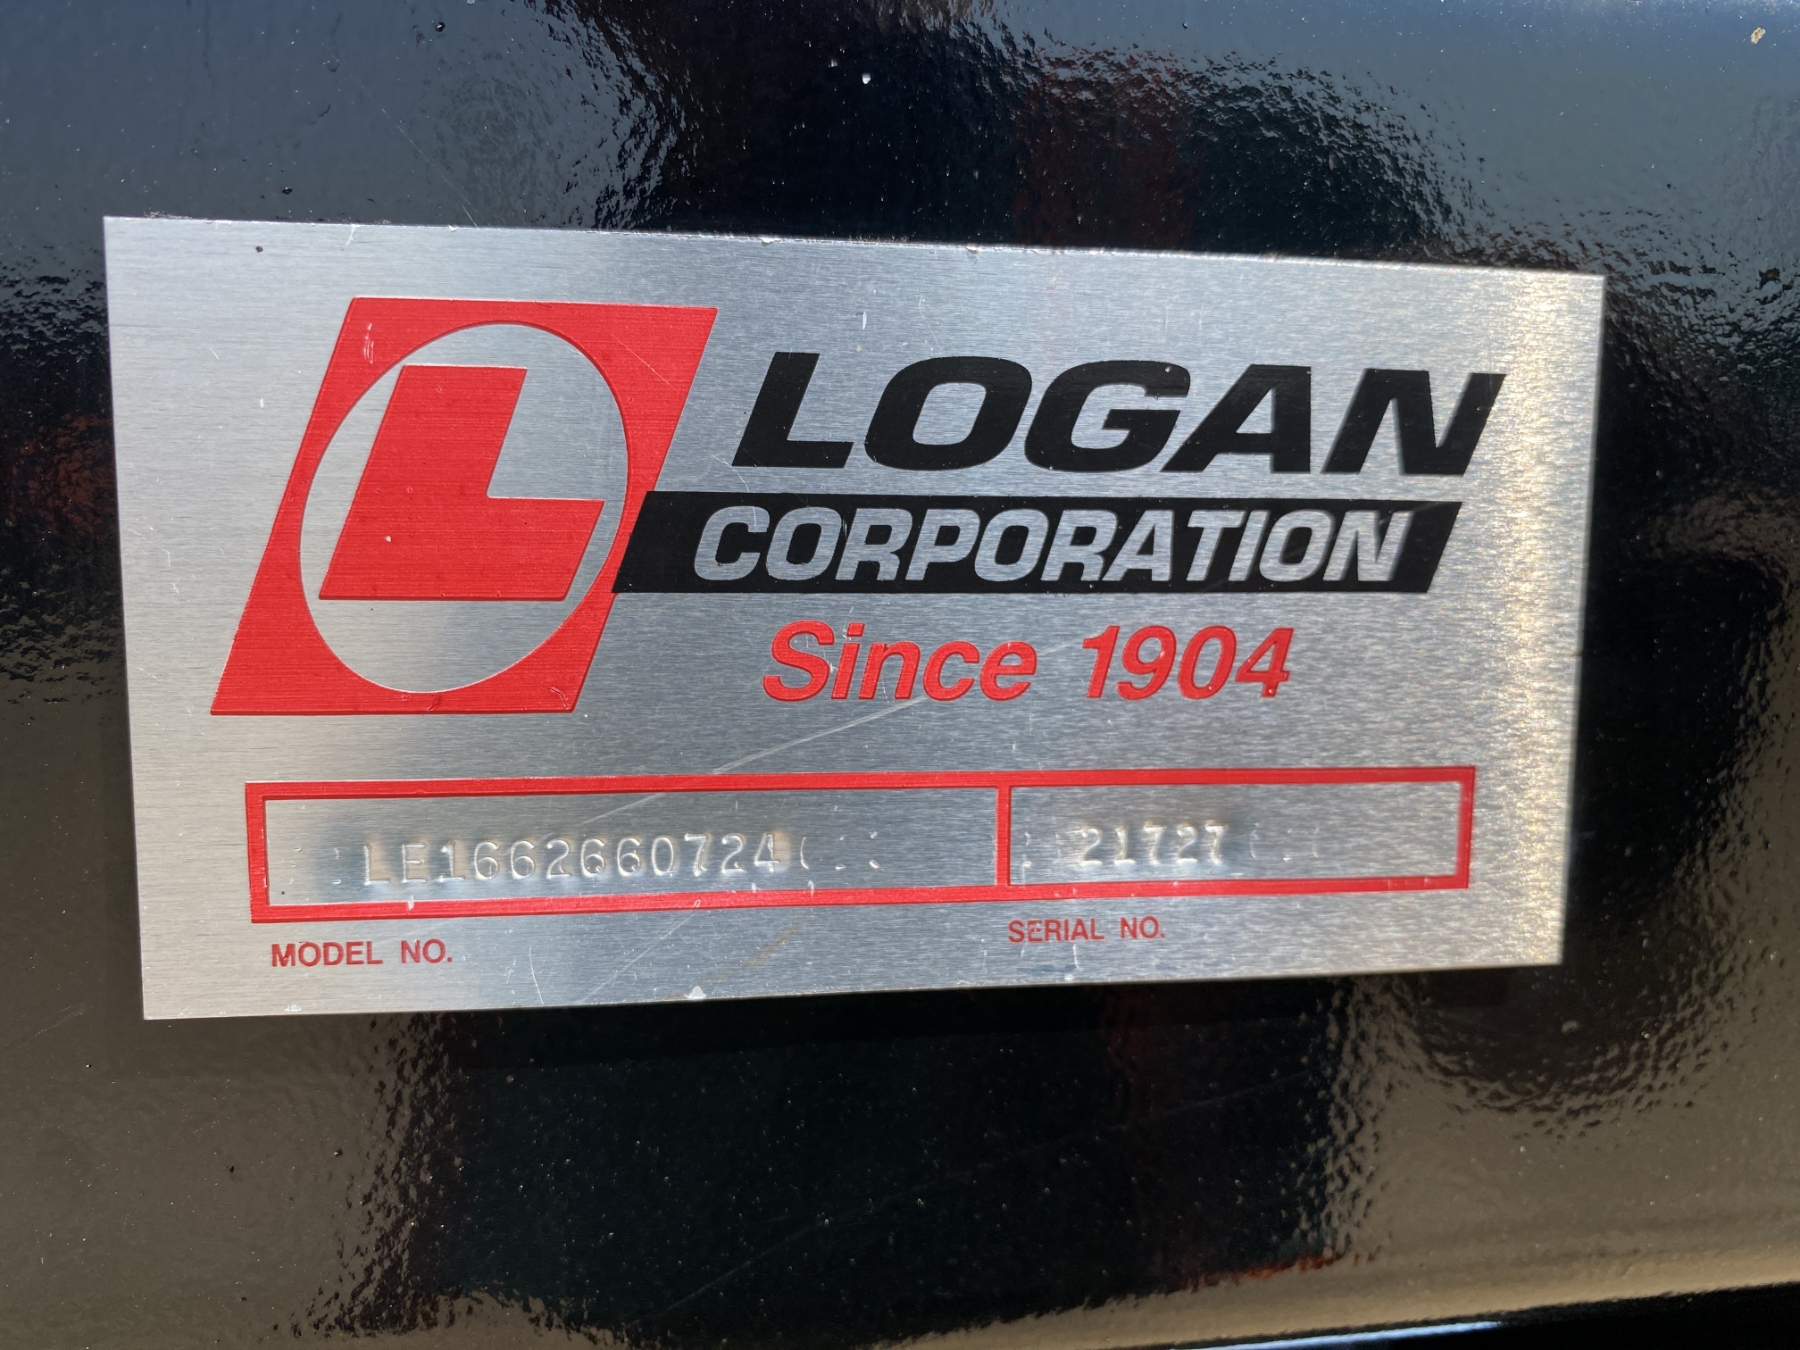 L
LOGAN
CORPORATION
Since 1904
LE1662660724 21727
MODEL NO. SERIAL NO.